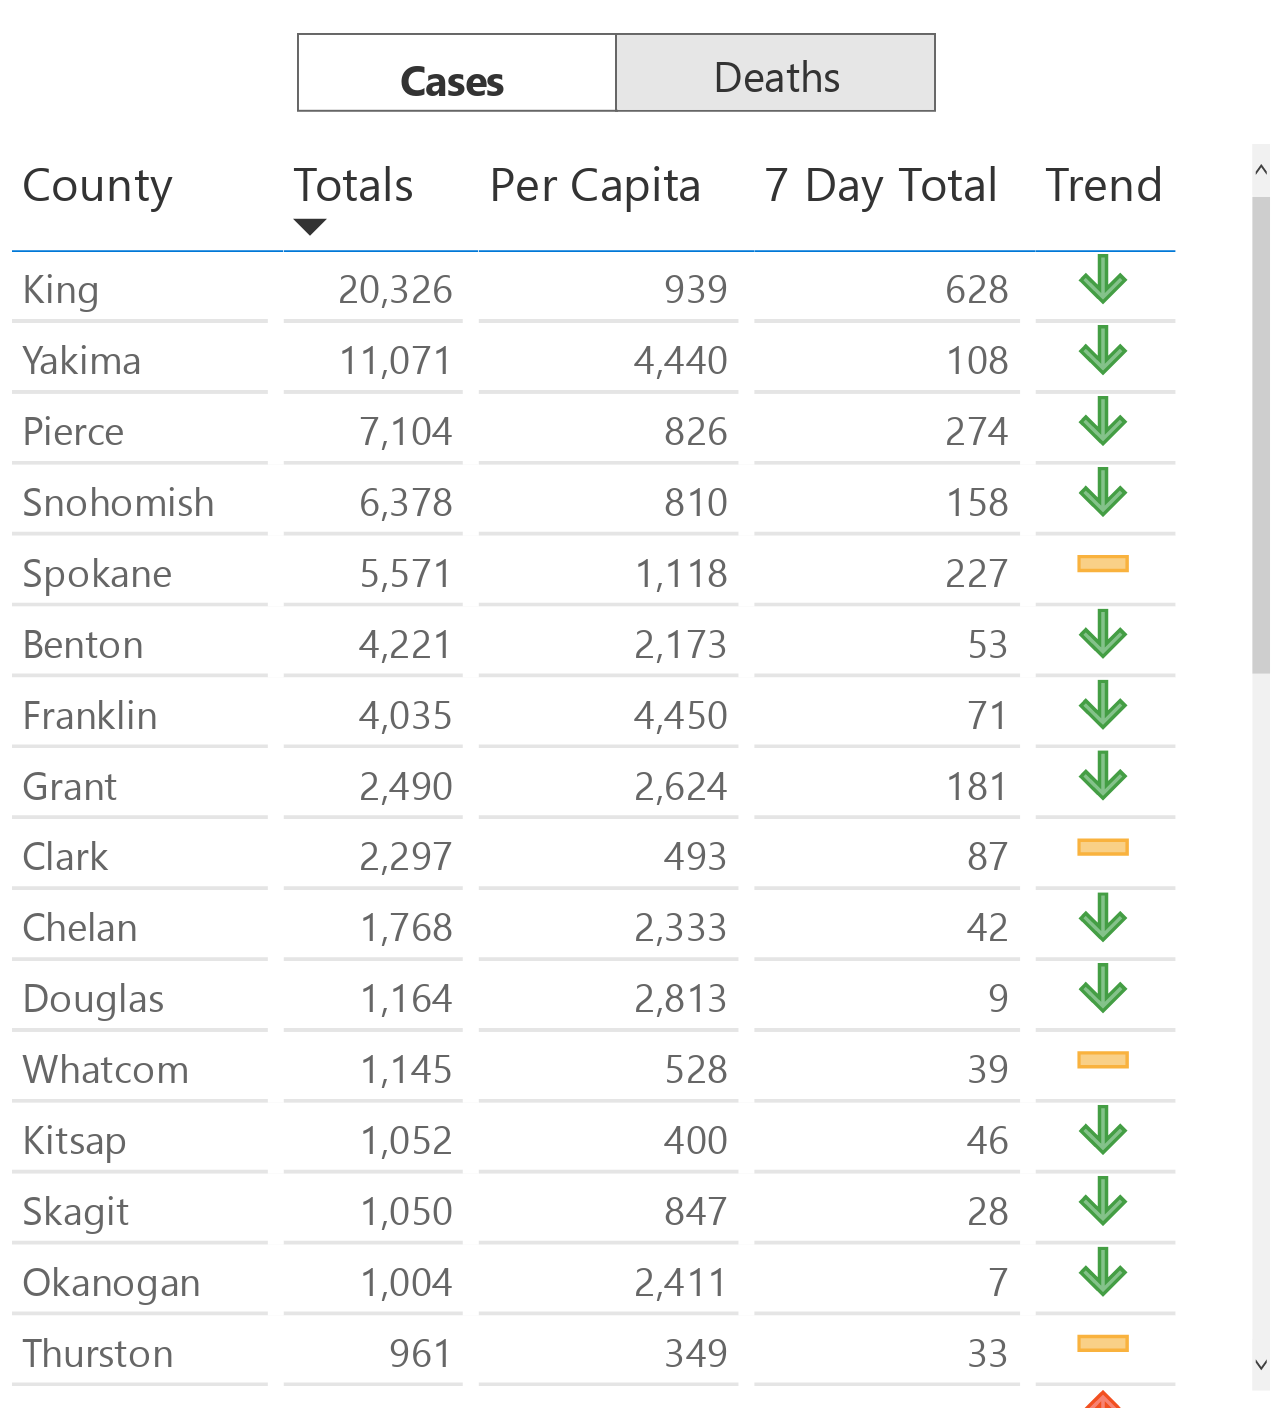 Cases Deaths
County Totals Per Capita 7 Day Total Trend
King 20,326 939 628
Yakima 11,071 4,440 108
Pierce 7,104 826 274
Snohomish 6,378 810 158
Spokane 5,571 1,118 227
Benton 4,221 2,173 53
Franklin 4,035 4,450 71
Grant 2,490 2,624 181
Clark 2,297 493 87
Chelan 1,768 2,333 42
Douglas 1,164 2,813 9
Whatcom 1,145 528 39
Kitsap 1,052 400 46
Skagit 1,050 847 28
Okanogan 1,004 2,411 7
Thurston 961 349 33